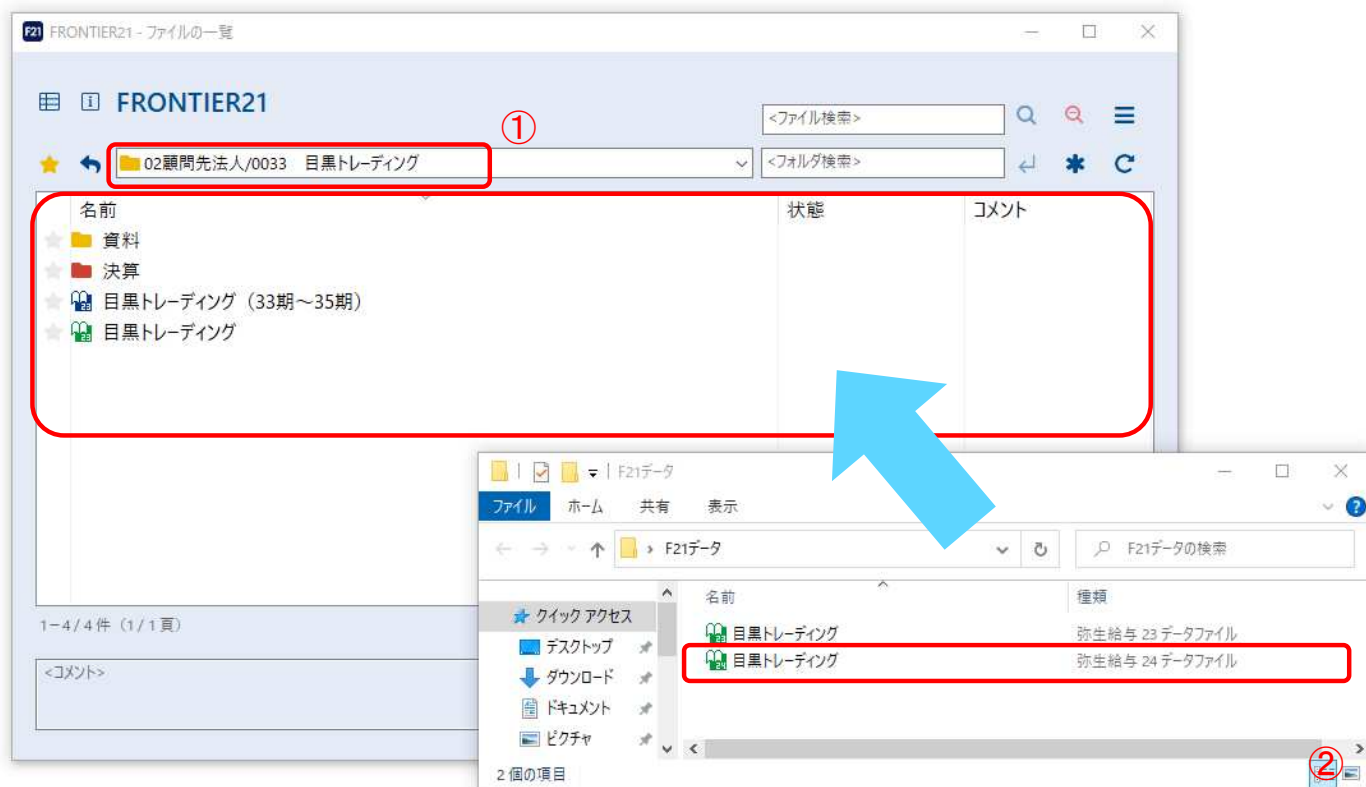 F21 FRONTIER21 - ファイルの一覧
FRONTIER21
①
<ファイル検索>
02顧問先法人/0033 目黒トレーディング
<フォルダ検索>
名前 状態 コメント
資料
決算
23 目黒トレーディング（33期～35期）
23 目黒トレーディング
1-4/4件（1/1頁）
<コメント>
F21データ
ファイル ホーム 共有 表示
F21データ
F21データの検索
名前 種類
クイック アクセス
デスクトップ
ダウンロード
ドキュメント
ピクチャ
23 目黒トレーディング 弥生給与 23 データファイル
24 目黒トレーディング 弥生給与 24 データファイル
2 個の項目
②